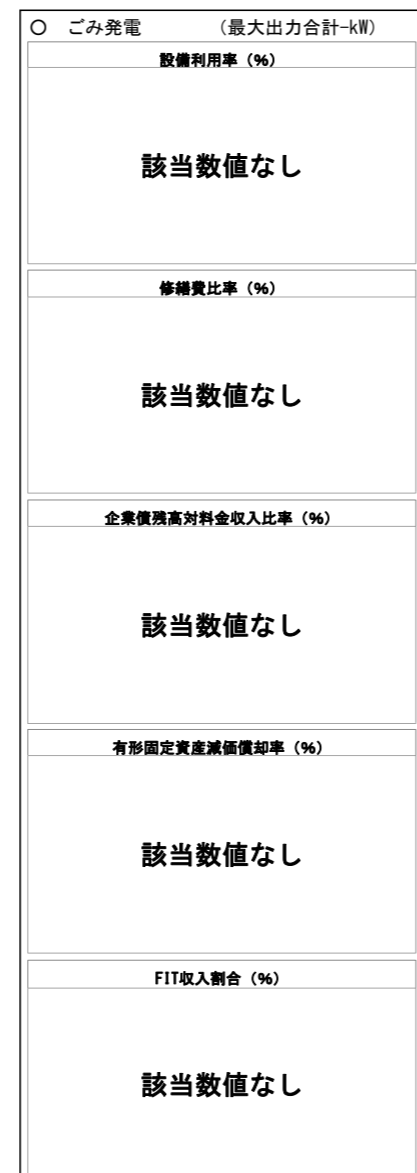 ○ ごみ発電 (最大出力合計-kW)
設備利用率（%）
該当数値なし
修繕費比率（%）
該当数値なし
企業債残高対料金収入比率（%）
該当数値なし
有形固定資産減価償却率（%）
該当数値なし
FIT収入割合（%）
該当数値なし